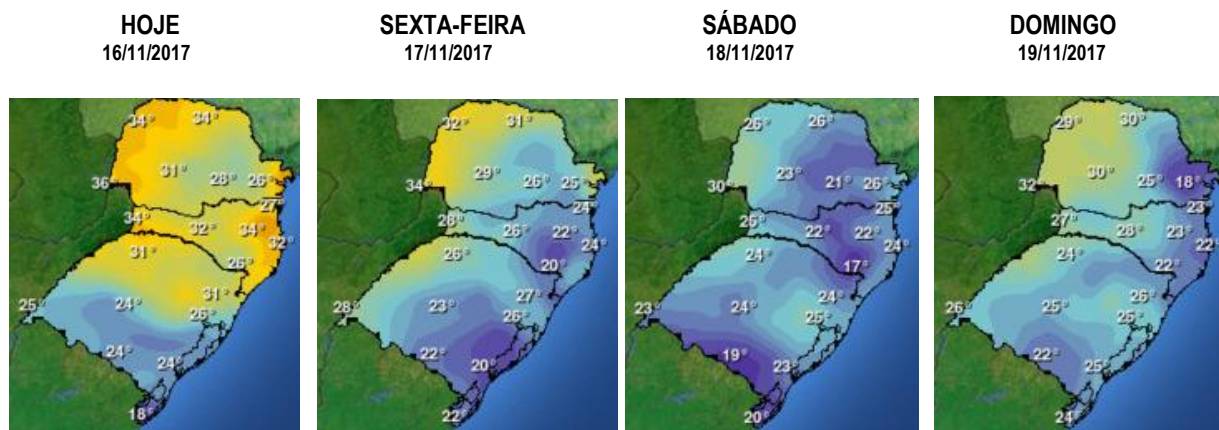 HOJE
16/11/2017
SEXTA-FEIRA
17/11/2017
SÁBADO
18/11/2017
DOMINGO
19/11/2017
34° 34°
36° 31° 28° 26°
27°
34° 32° 34°
32°
31° 26°
25° 24° 31°
26°
24° 24°
18°
32° 31°
34° 29° 26° 25°
24°
28° 26° 22°
24°
26° 20°
28° 23° 27°
26°
22° 20°
22°
26° 26°
30° 23° 21° 26°
25°
25° 22° 22°
24°
24° 17°
23° 24° 24°
25°
19° 23°
20°
29° 30°
32 30° 25° 18°
23°
27° 28° 23°
22°
24° 22°
26° 25° 26°
25°
22° 25°
24°